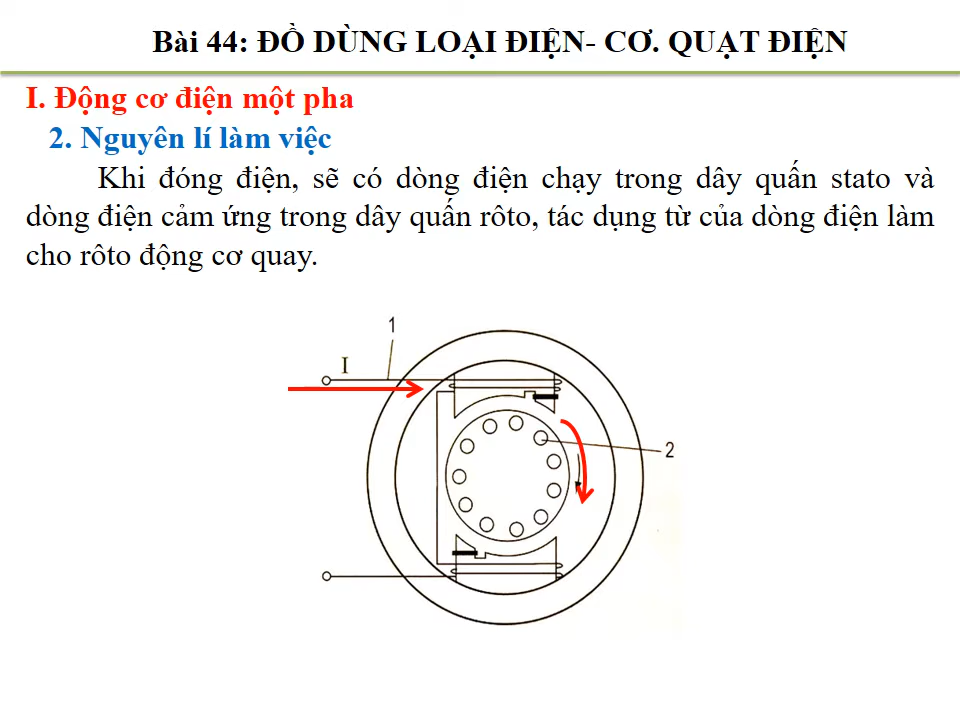 Bài 44: ĐỒ DÙNG LOẠI ĐIỆN- CƠ. QUẠT ĐIỆN
I. Động cơ điện một pha
2. Nguyên lí làm việc
Khi đóng điện, sẽ có dòng điện chạy trong dây quấn stato và
dòng điện cảm ứng trong dây quấn rôto, tác dụng từ của dòng điện làm
cho rôto động cơ quay.
1
I
2